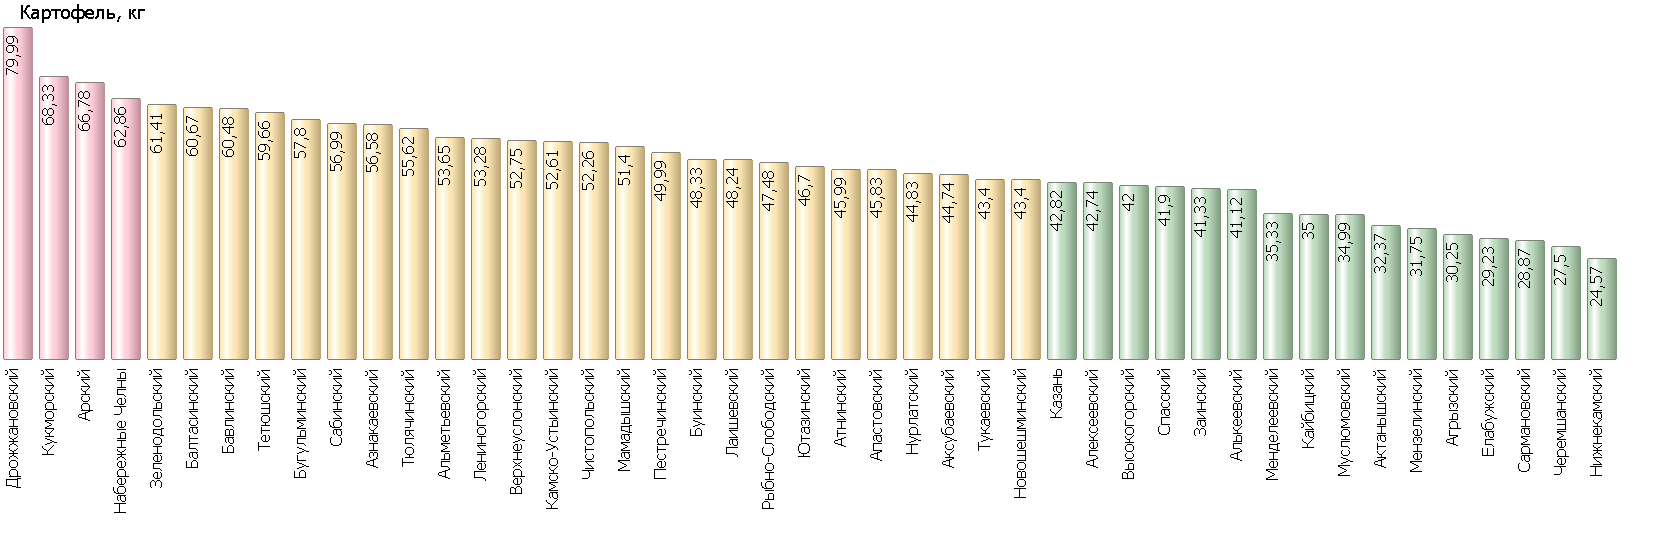 Картофель, кг
79,99
68,33
66,78
62,86
61,41
60,67
60,48
59,66
57,8
56,99
56,58
55,62
53,65
53,28
52,75
52,61
52,26
51,4
49,99
48,33
48,24
47,48
46,7
45,99
45,83
44,83
44,74
43,4
43,4
42,82
42,74
42
41,9
41,33
41,12
35,33
35
34,99
32,37
31,75
30,25
29,23
28,87
27,5
24,57
Дрожжановский
Кукморский
Арский
Набережные Челны
Зеленодольский
Балтасинский
Бавлинский
Тетюшский
Бугульминский
Сабинский
Азнакаевский
Тюлячинский
Альметьевский
Лениногорский
Верхнеуслонский
Камско-Устьинский
Чистопольский
Мамадышский
Пестречинский
Буинский
Лаишевский
Рыбно-Слободский
Ютазинский
Атнинский
Апастовский
Нурлатский
Аксубаевский
Тукаевский
Новошешминский
Казань
Алексеевский
Высокогорский
Спасский
Заинский
Алькеевский
Менделеевский
Кайбицкий
Муслюмовский
Актанышский
Мензелинский
Агрызский
Елабужский
Сармановский
Черемшанский
Нижнекамский